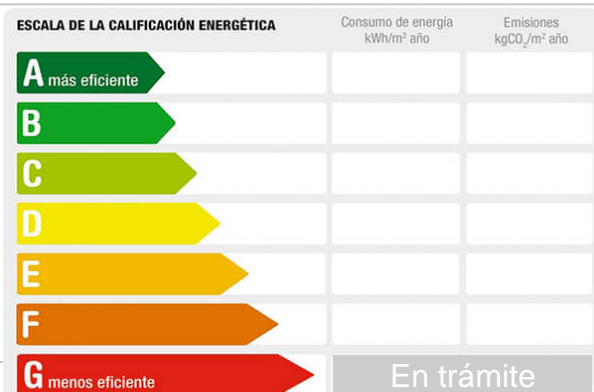 ESCALA DE LA CALIFICACIÓN ENERGÉTICA
Consumo de energía
kWh/m² año
Emisiones
kgCO₂/m² año
A más eficiente
B
C
D
E
F
G menos eficiente
En trámite